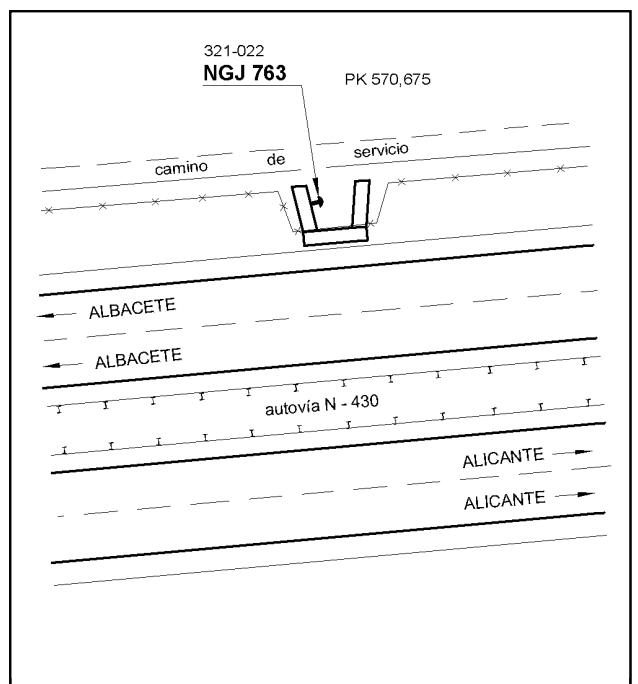 321-022
NGJ 763
PK 570,675
camino de servicio
ALBACETE
ALBACETE
autovía N - 430
ALICANTE
ALICANTE